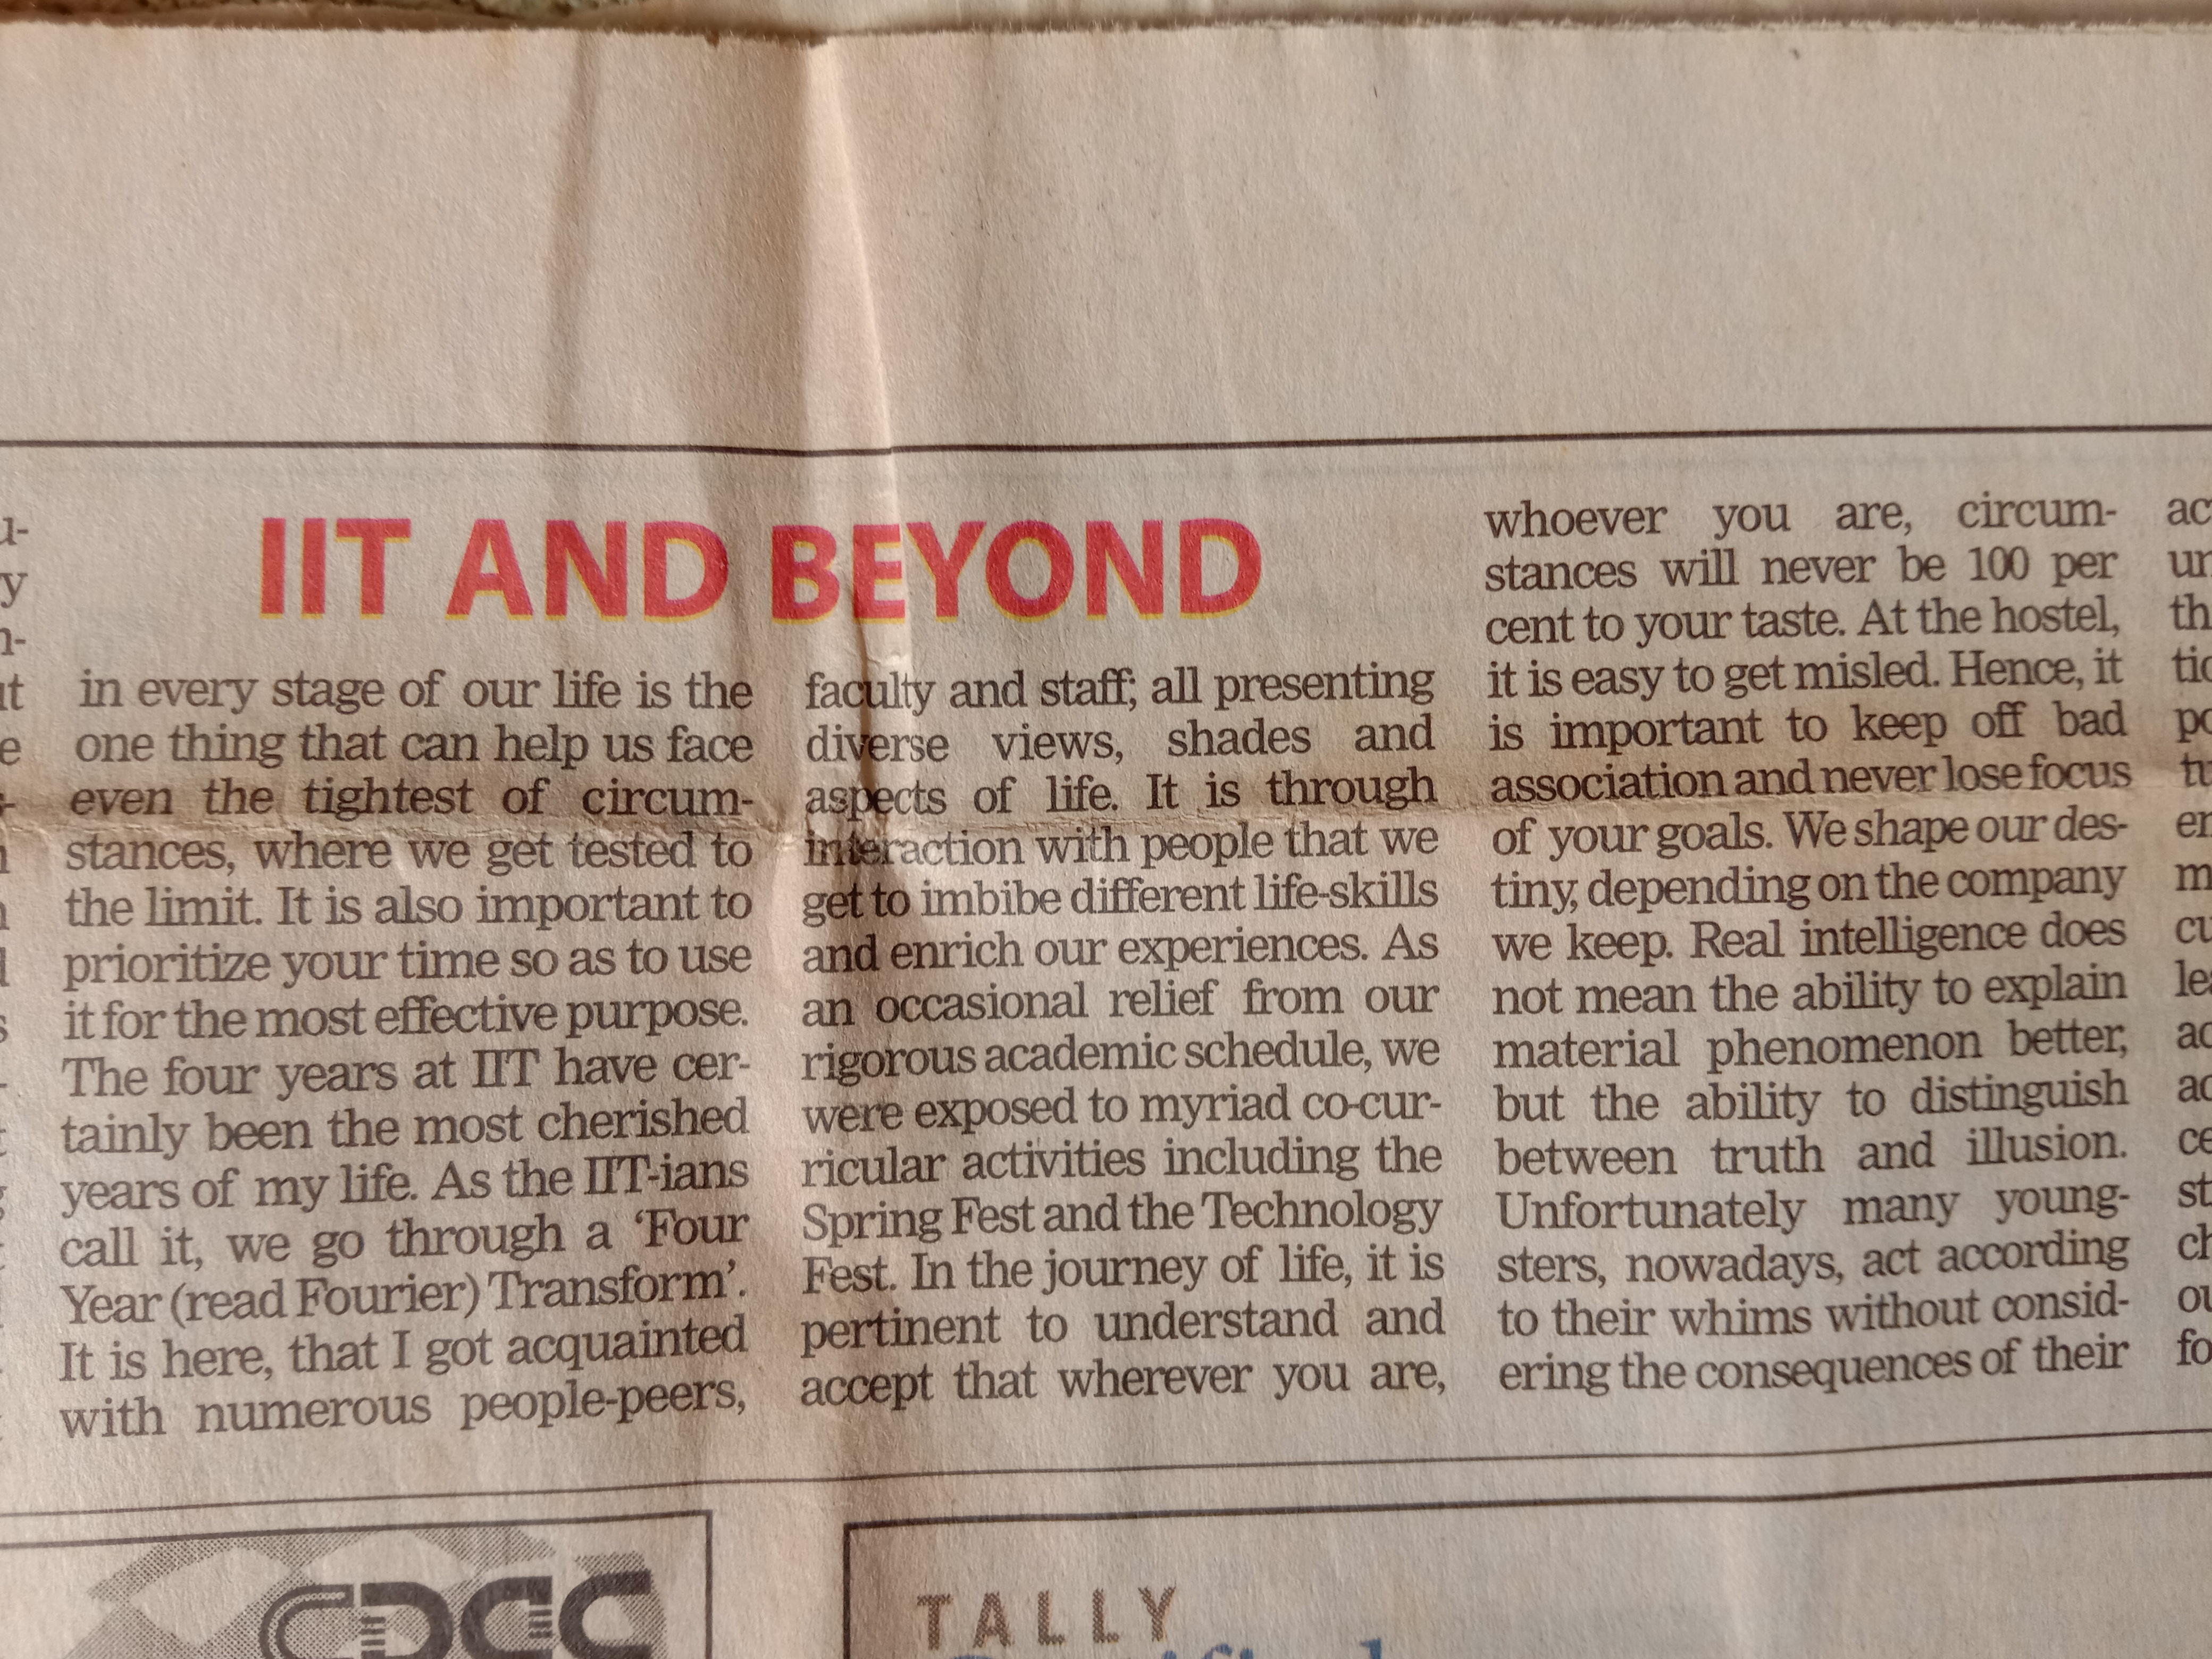 IIT AND BEYOND
in every stage of our life is the
one thing that can help us face
even the tightest of circum-
stances, where we get tested to
the limit. It is also important to
prioritize your time so as to use
it for the most effective purpose.
The four years at IIT have cer-
tainly been the most cherished
years of my life. As the IIT-ians
call it, we go through a ‘Four
Year (read Fourier) Transform’.
It is here, that I got acquainted
with numerous people-peers,
faculty and staff; all presenting
diverse views, shades and
aspects of life. It is through
interaction with people that we
get to imbibe different life-skills
and enrich our experiences. As
an occasional relief from our
rigorous academic schedule, we
were exposed to myriad co-cur-
ricular activities including the
Spring Fest and the Technology
Fest. In the journey of life, it is
pertinent to understand and
accept that wherever you are,
whoever you are, circum-
stances will never be 100 per
cent to your taste. At the hostel,
it is easy to get misled. Hence, it
is important to keep off bad
association and never lose focus
of your goals. We shape our des-
tiny, depending on the company
we keep. Real intelligence does
not mean the ability to explain
material phenomenon better,
but the ability to distinguish
between truth and illusion.
Unfortunately many young-
sters, nowadays, act according
to their whims without consid-
ering the consequences of their
CDAC
TALLY